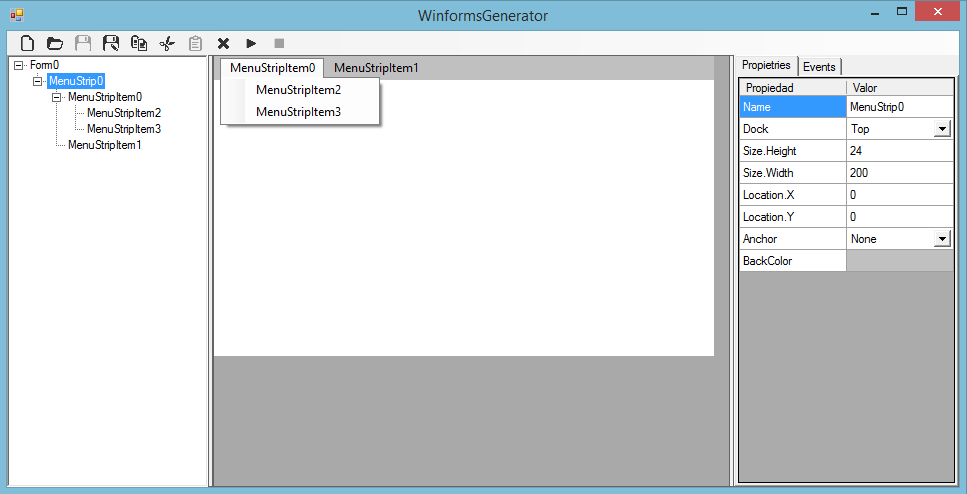 WinformsGenerator
Form0
MenuStrip0
MenuStripItem0
MenuStripItem2
MenuStripItem3
MenuStripItem1
MenuStripItem0 MenuStripItem1
MenuStripItem2
MenuStripItem3
Propietries Events
Propiedad Valor
Name MenuStrip0
Dock Top
Size.Height 24
Size.Width 200
Location.X 0
Location.Y 0
Anchor None
BackColor